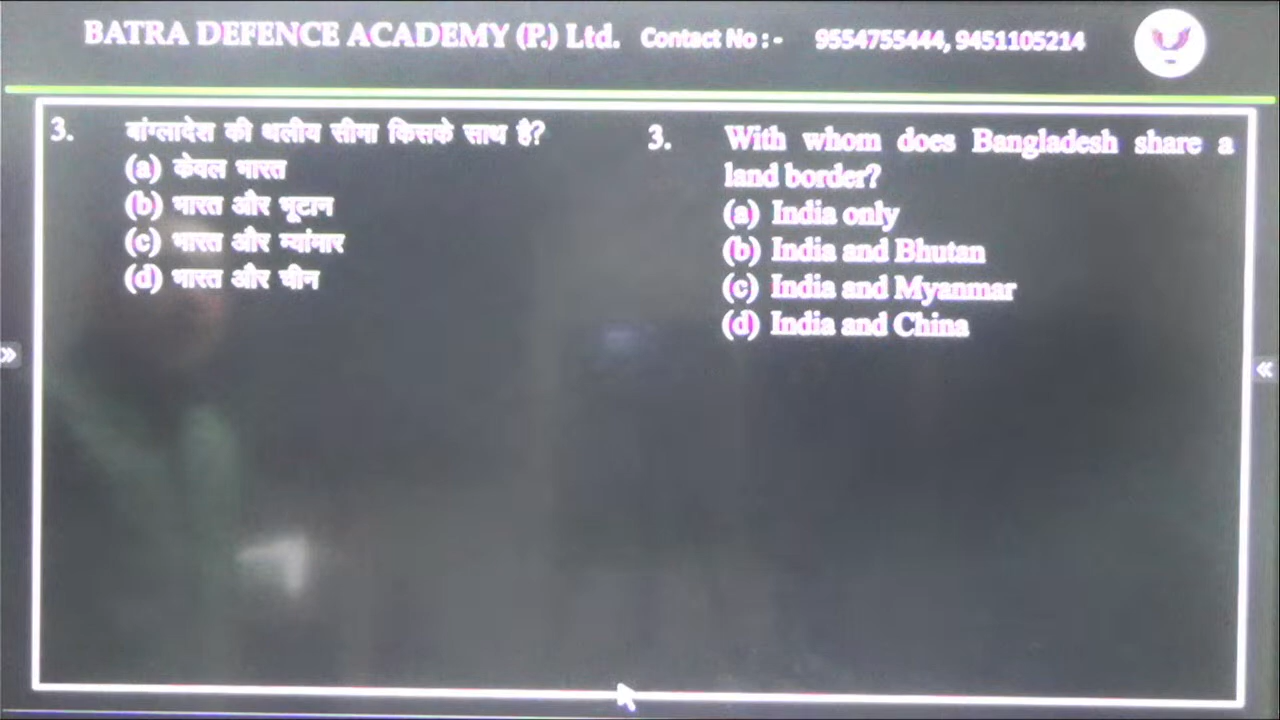 BATRA DEFENCE ACADEMY (P.) Ltd. Contact No :- 9554755444, 9451105214
3. बांग्लादेश की थलीय सीमा किसके साथ है?
(a) केवल भारत
(b) भारत और भूटान
(c) भारत और म्यांमार
(d) भारत और चीन
3. With whom does Bangladesh share a
land border?
(a) India only
(b) India and Bhutan
(c) India and Myanmar
(d) India and China